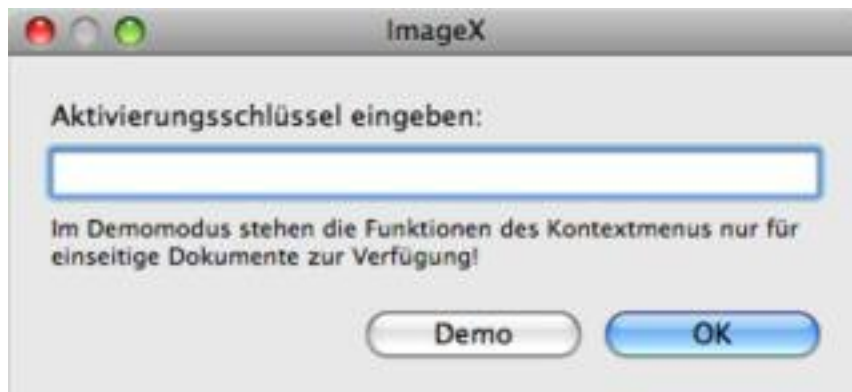 ImageX
Aktivierungsschlüssel eingeben:
Im Demomodus stehen die Funktionen des Kontextmenus nur für
einseitige Dokumente zur Verfügung!
Demo OK